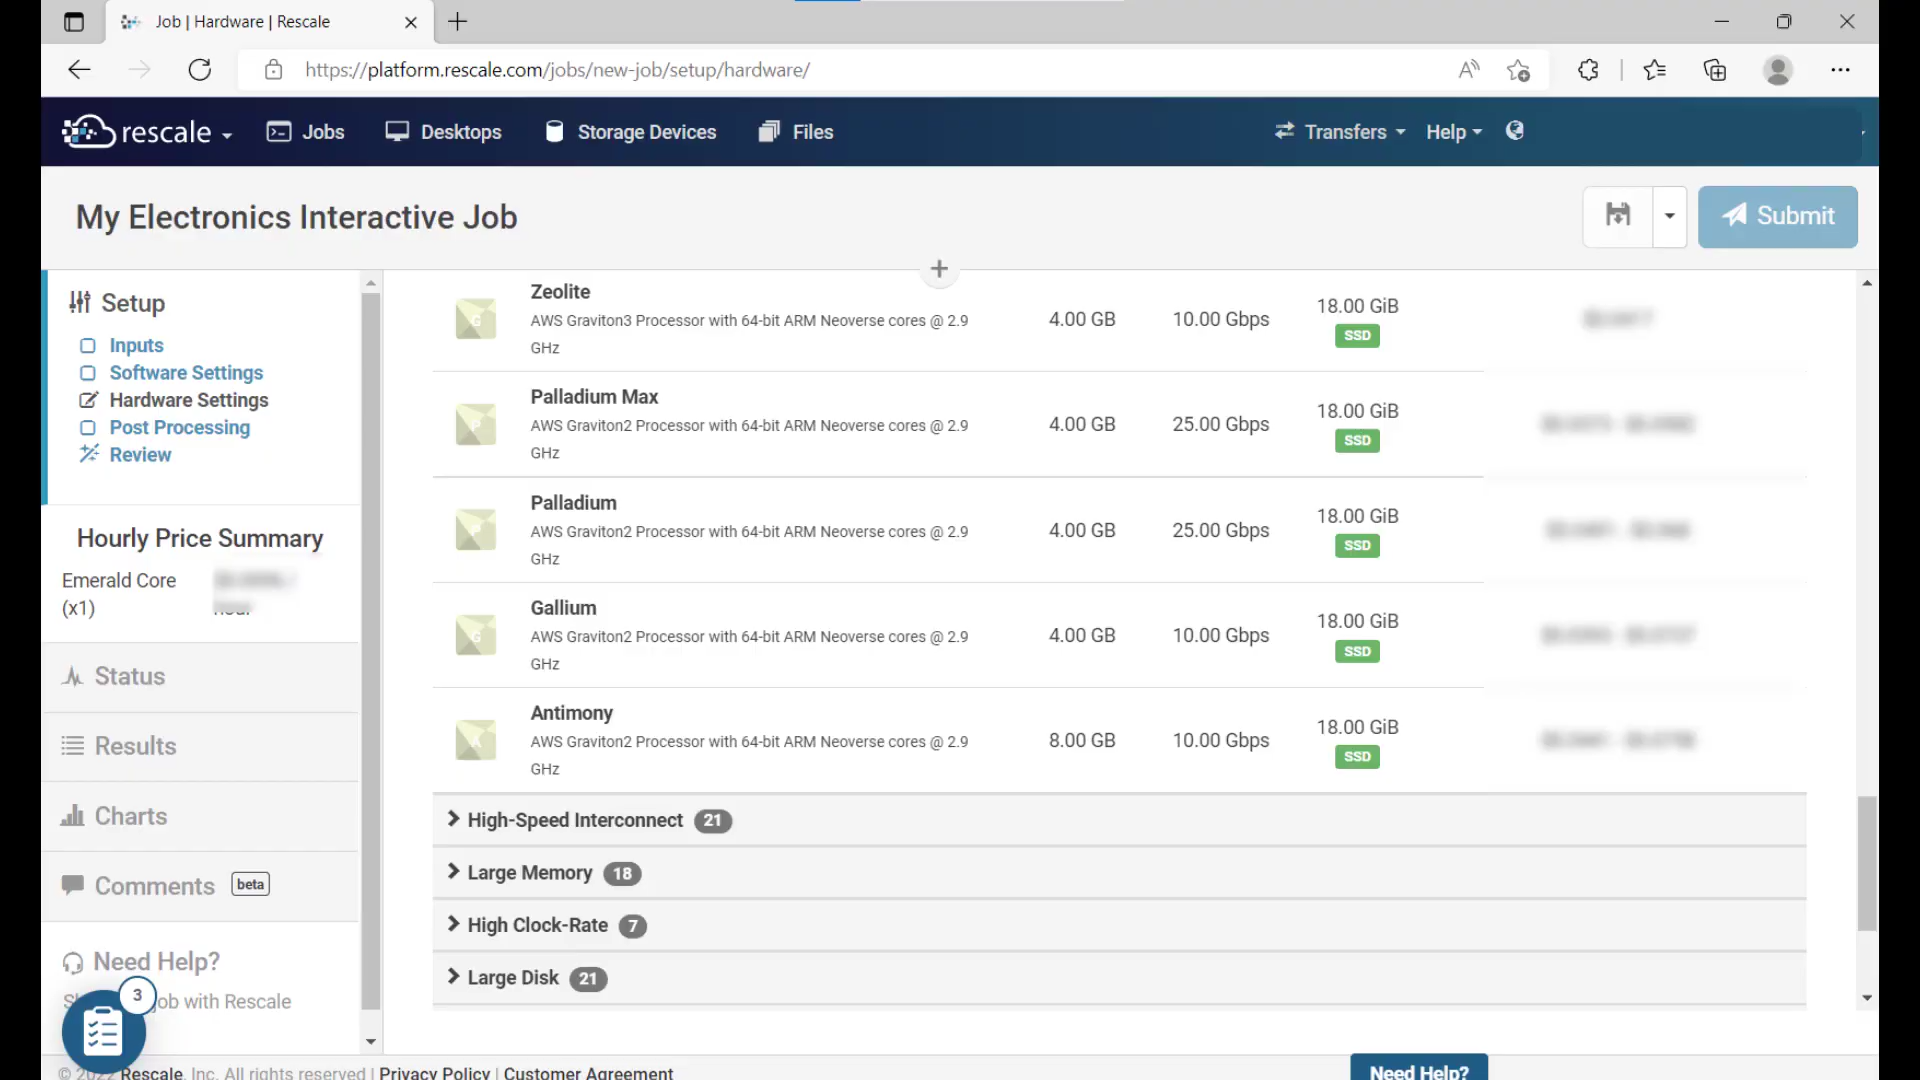 Job | Hardware | Rescale
https://platform.rescale.com/jobs/new-job/setup/hardware/
rescale Jobs Desktops Storage Devices Files Transfers Help
My Electronics Interactive Job
Submit
Setup
Inputs
Software Settings
Hardware Settings
Post Processing
Review
Hourly Price Summary
Emerald Core
(x1)
Status
Results
Charts
Comments beta
Need Help?
job with Rescale
3
Zeolite
AWS Graviton3 Processor with 64-bit ARM Neoverse cores @ 2.9
GHz
4.00 GB 10.00 Gbps 18.00 GiB
SSD
Palladium Max
AWS Graviton2 Processor with 64-bit ARM Neoverse cores @ 2.9
GHz
4.00 GB 25.00 Gbps 18.00 GiB
SSD
Palladium
AWS Graviton2 Processor with 64-bit ARM Neoverse cores @ 2.9
GHz
4.00 GB 25.00 Gbps 18.00 GiB
SSD
Gallium
AWS Graviton2 Processor with 64-bit ARM Neoverse cores @ 2.9
GHz
4.00 GB 10.00 Gbps 18.00 GiB
SSD
Antimony
AWS Graviton2 Processor with 64-bit ARM Neoverse cores @ 2.9
GHz
8.00 GB 10.00 Gbps 18.00 GiB
SSD
High-Speed Interconnect 21
Large Memory 18
High Clock-Rate 7
Large Disk 21
© 2022 Rescale, Inc. All rights reserved | Privacy Policy | Customer Agreement
Need Help?